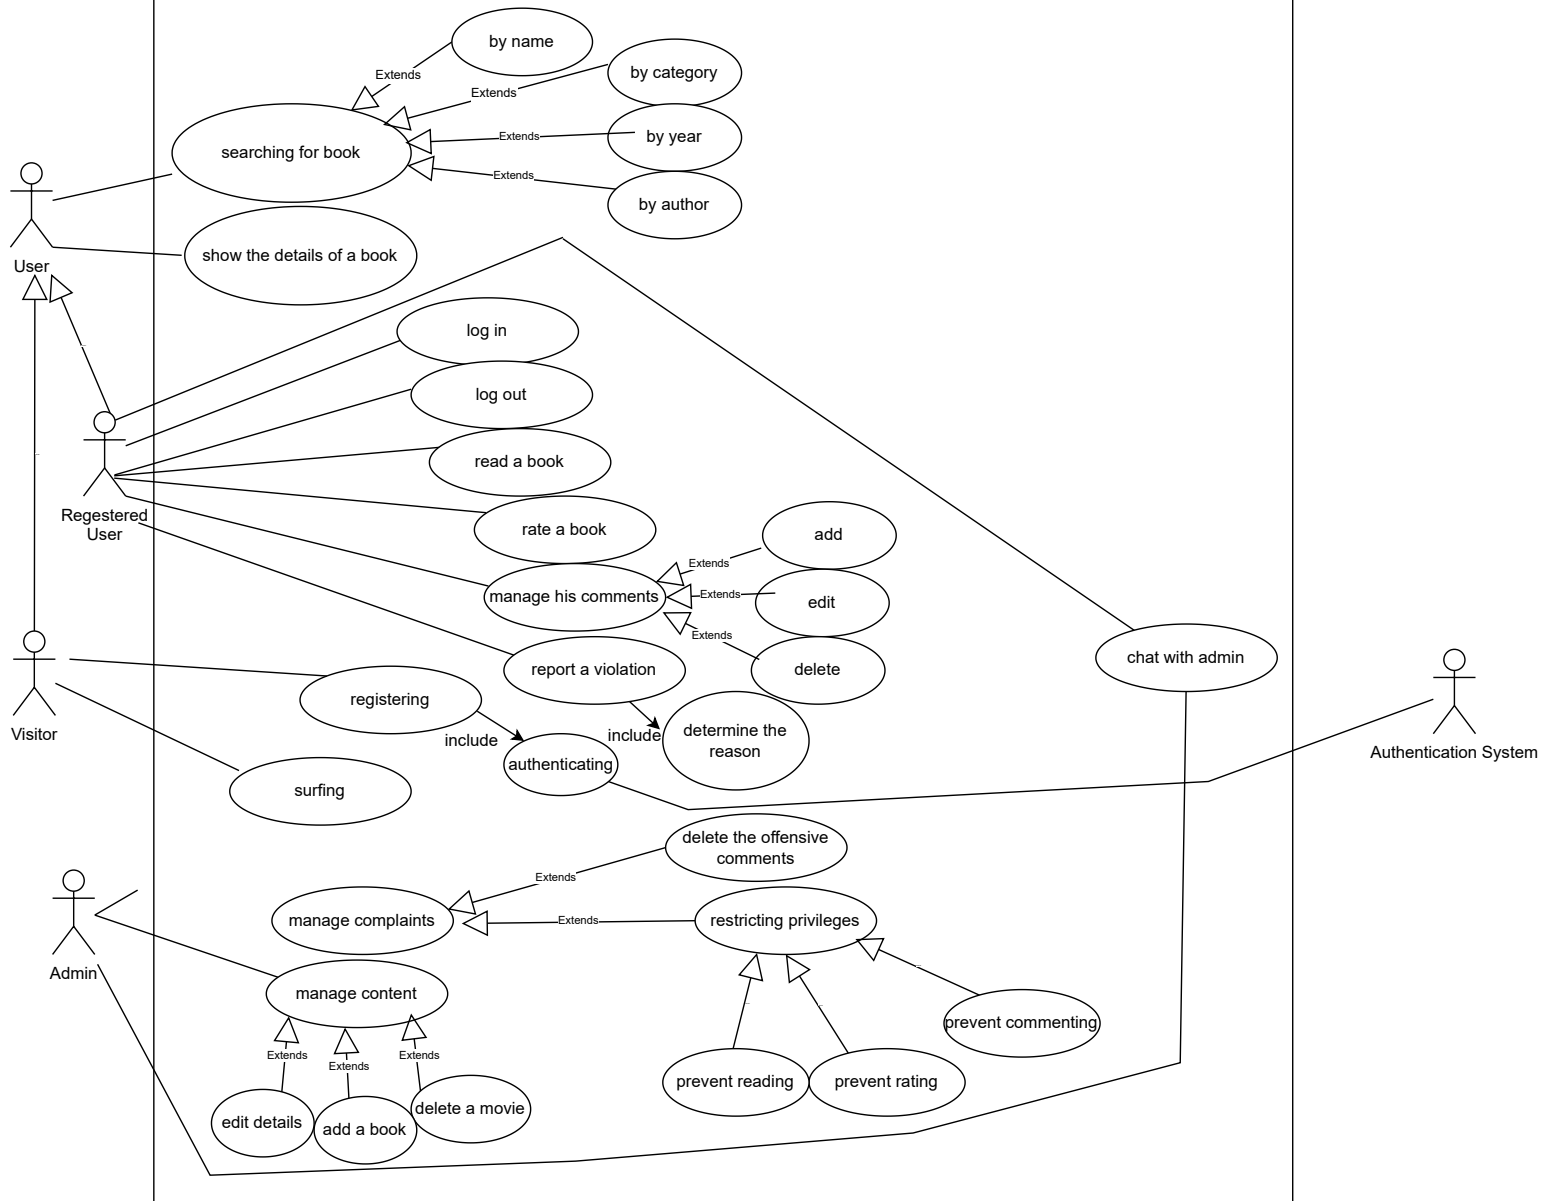 by name
Extends
by category
Extends
searching for book
Extends
by year
Extends
by author
show the details of a book
User
log in
log out
read a book
Regestered
User
rate a book
add
Extends
manage his comments
Extends
edit
Extends
report a violation
delete
chat with admin
registering
Visitor
include
include
determine the
reason
Authentication System
authenticating
surfing
delete the offensive
comments
Extends
manage complaints
Extends
restricting privileges
Admin
manage content
prevent commenting
Extends
Extends
Extends
prevent reading
prevent rating
edit details
add a book
delete a movie